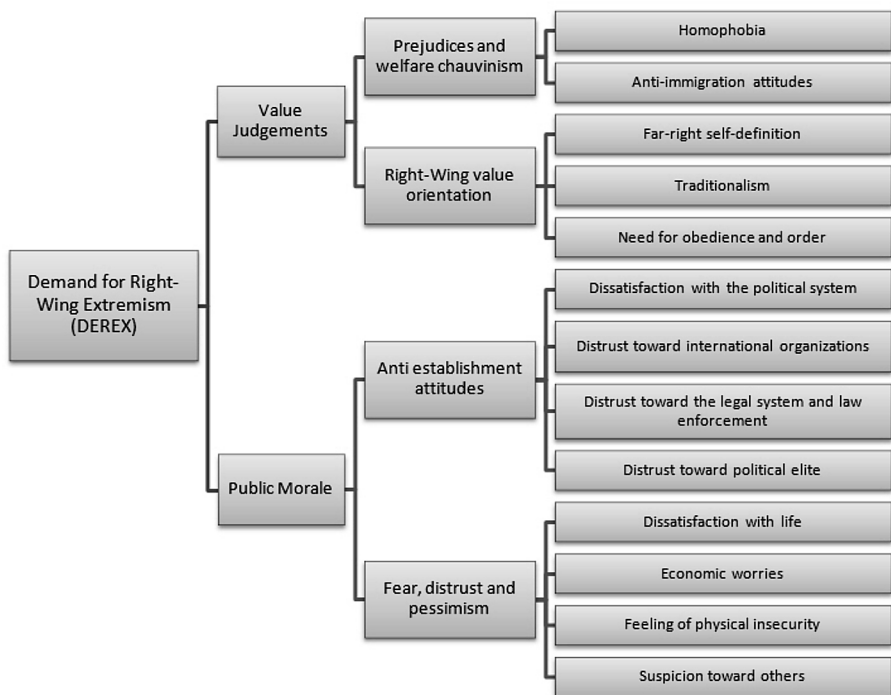 Demand for Right-
Wing Extremism
(DEREX)
Value
Judgements
Prejudices and
welfare chauvinism
Homophobia
Anti-immigration attitudes
Right-Wing value
orientation
Far-right self-definition
Traditionalism
Need for obedience and order
Public Morale
Anti establishment
attitudes
Dissatisfaction with the political system
Distrust toward international organizations
Distrust toward the legal system and law
enforcement
Distrust toward political elite
Fear, distrust and
pessimism
Dissatisfaction with life
Economic worries
Feeling of physical insecurity
Suspicion toward others